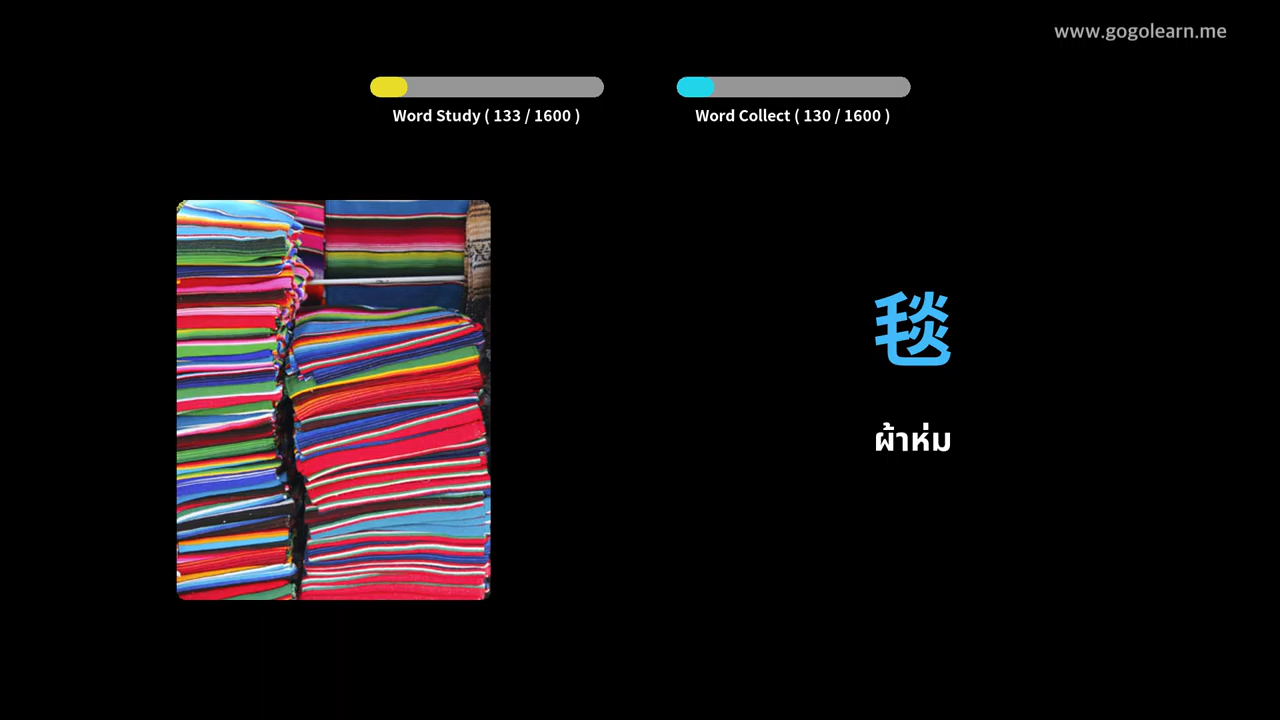 www.gogolearn.me
Word Study ( 133 / 1600 )
Word Collect ( 130 / 1600 )
毯
ผ้าห่ม